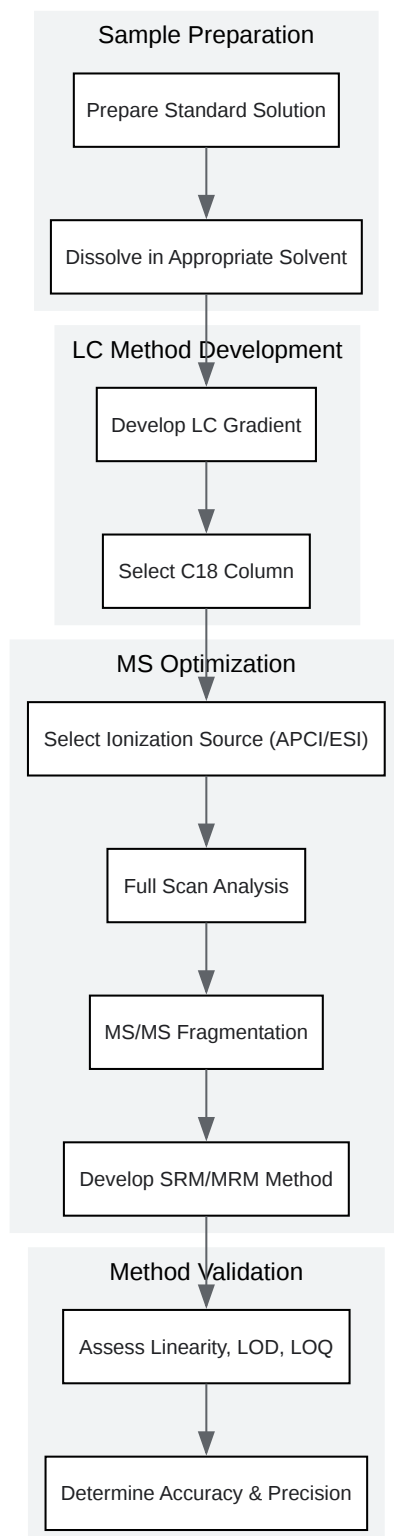 Sample Preparation
Prepare Standard Solution
Dissolve in Appropriate Solvent
LC Method Development
Develop LC Gradient
Select C18 Column
MS Optimization
Select Ionization Source (APCI/ESI)
Full Scan Analysis
MS/MS Fragmentation
Develop SRM/MRM Method
Method Validation
Assess Linearity, LOD, LOQ
Determine Accuracy & Precision